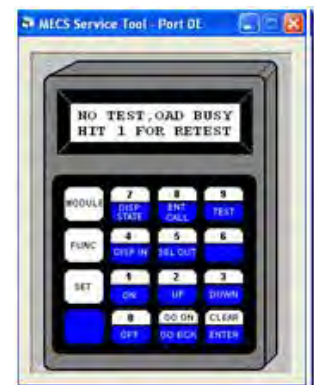 MECS Service Tool - Port 0E
NO TEST,OAD BUSY
HIT 1 FOR RETEST
MODULE
7
DISP STATE
8
ENT CALL
9
TEST
FUNC
4
DISP IN
5
SEL OUT
6
SET
1
ON
2
UP
3
DOWN
0
OFF
GO ON
GO BCK
CLEAR
ENTER